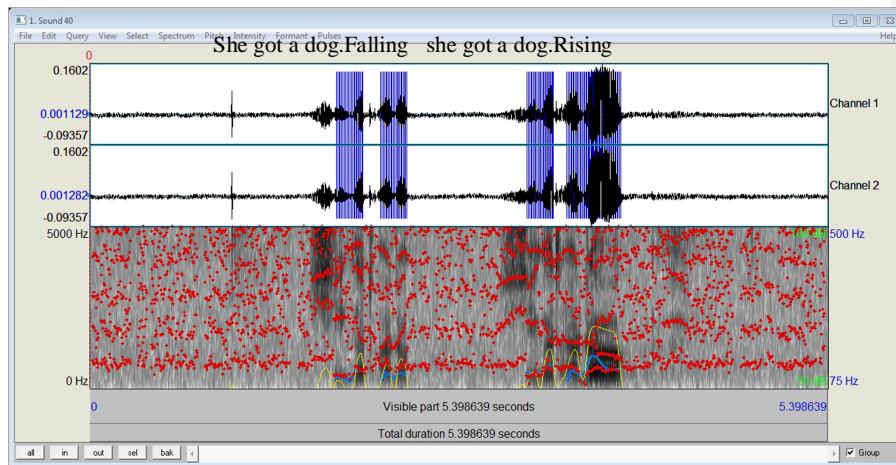 1. Sound 40
File Edit Query View Select Spectrum Pitch Intensity Formant Pulses Help
She got a dog.Falling she got a dog.Rising
0
0.1602
0.001129
-0.09357
Channel 1
0.1602
0.001282
-0.09357
Channel 2
5000 Hz
500 Hz
0 Hz
75 Hz
0 Visible part 5.398639 seconds 5.398639
Total duration 5.398639 seconds
all in out sel bak Group